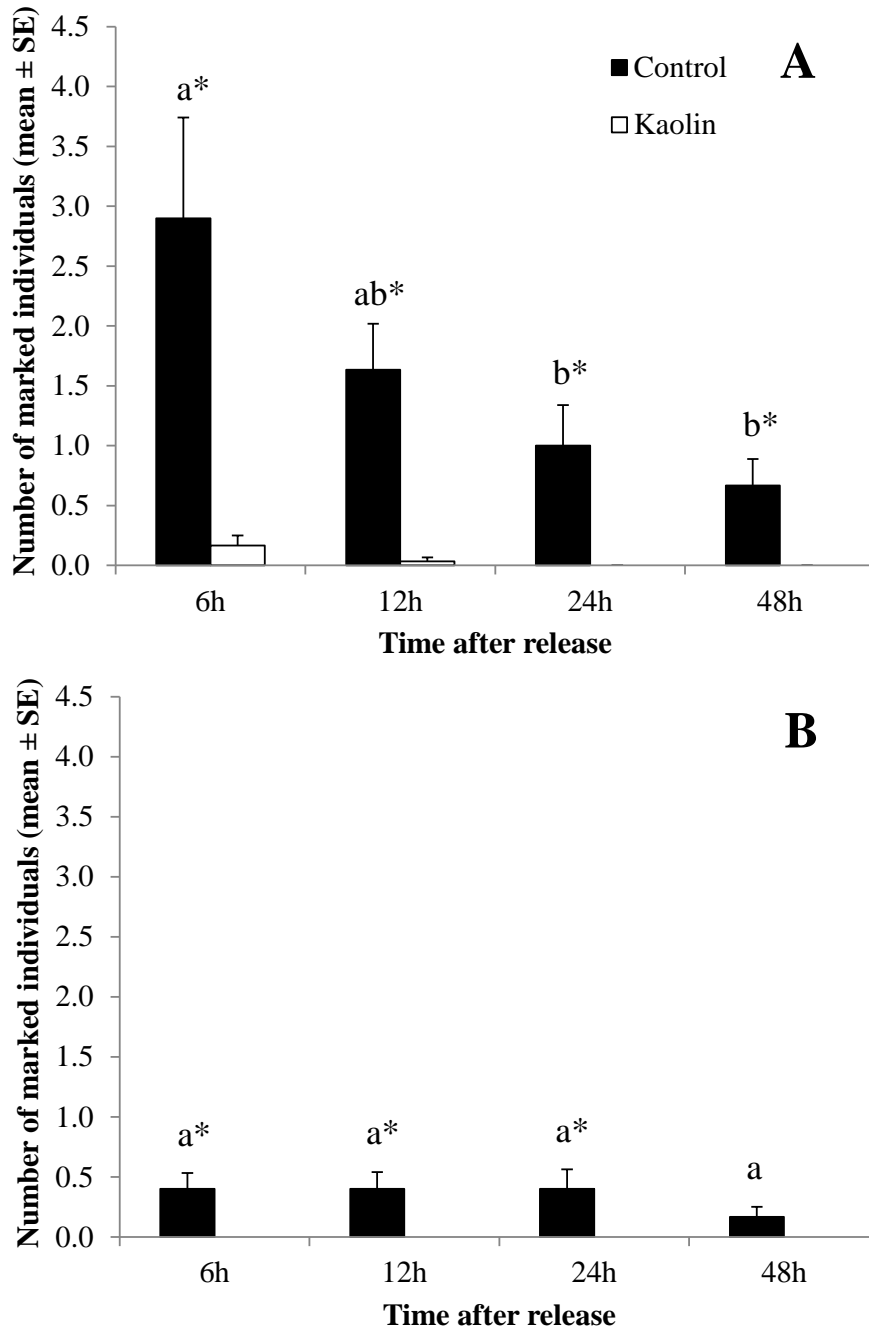 Number of marked individuals (mean ± SE)
4.5
4.0
3.5
3.0
2.5
2.0
1.5
1.0
0.5
0.0
A
Control
Kaolin
a*
ab*
b*
b*
6h
12h
24h
48h
Time after release
Number of marked individuals (mean ± SE)
4.5
4.0
3.5
3.0
2.5
2.0
1.5
1.0
0.5
0.0
B
a*
a*
a*
a
6h
12h
24h
48h
Time after release